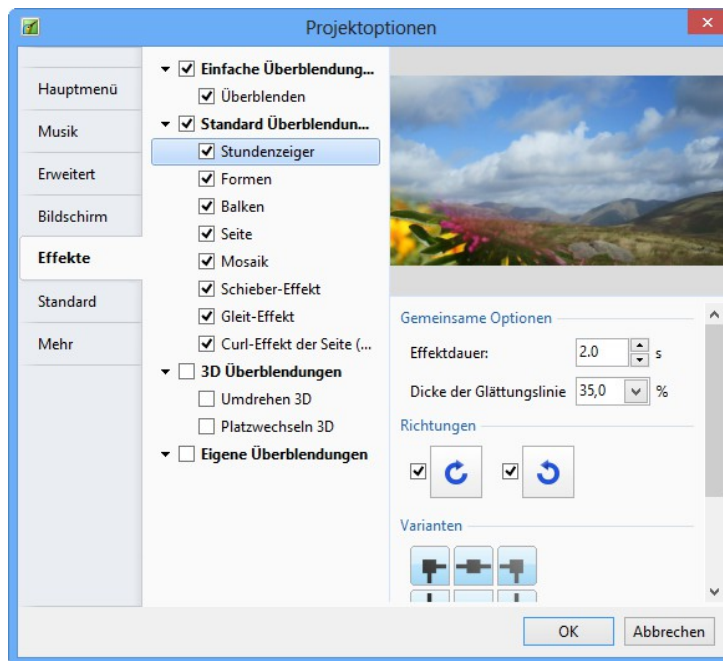 Projektoptionen
Hauptmenü
Musik
Erweitert
Bildschirm
Effekte
Standard
Mehr
Einfache Überblendung...
Überblenden
Standard Überblendun...
Stundenzeiger
Formen
Balken
Seite
Mosaik
Schieber-Effekt
Gleit-Effekt
Curl-Effekt der Seite (...
3D Überblendungen
Umdrehen 3D
Platzwechseln 3D
Eigene Überblendungen
Gemeinsame Optionen
Effektdauer: 2.0 s
Dicke der Glättungslinie 35,0 %
Richtungen
Varianten
OK Abbrechen